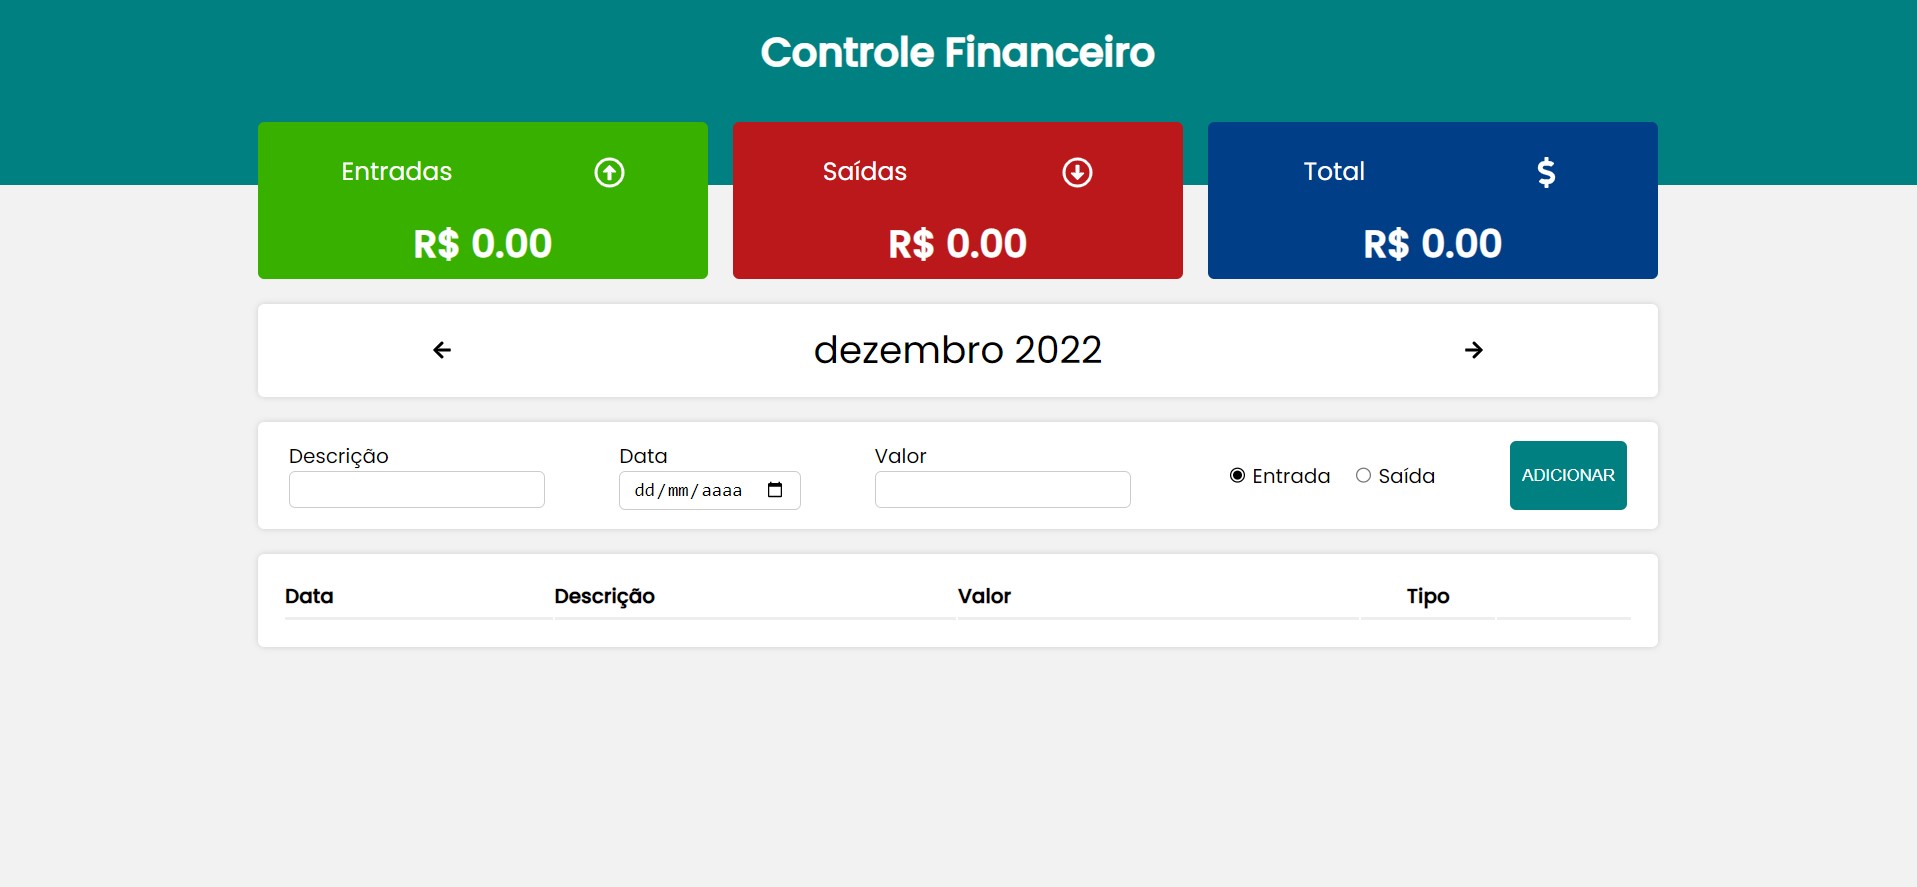 Controle Financeiro
Entradas
R$ 0.00
Saídas
R$ 0.00
Total
$
R$ 0.00
dezembro 2022
Descrição
Data
dd/mm/aaaa
Valor
Entrada
Saída
ADICIONAR
Data Descrição Valor Tipo